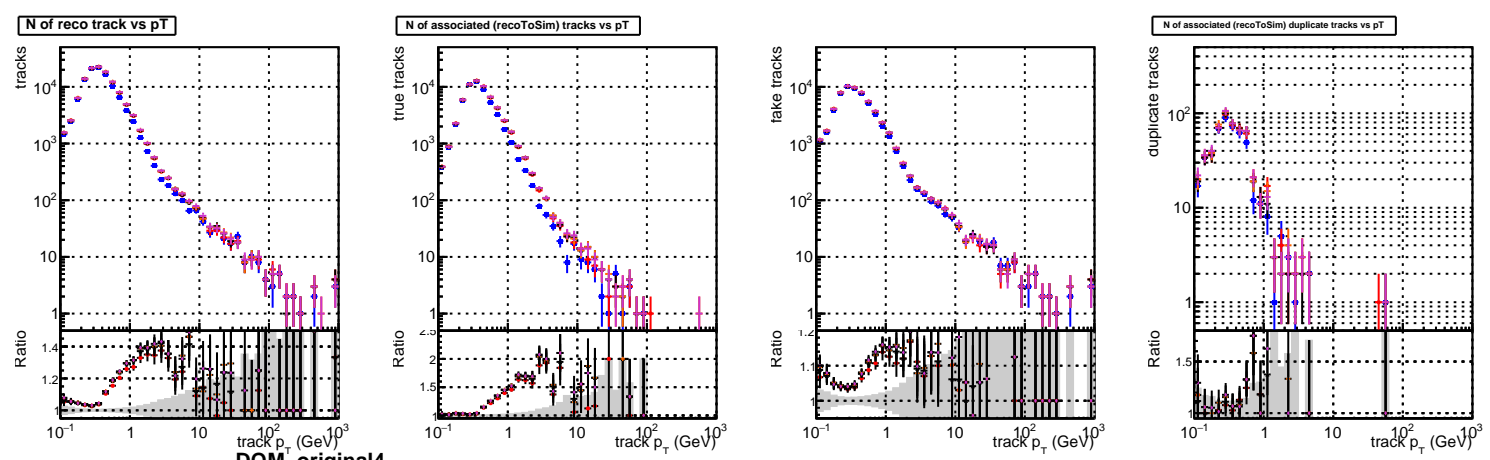 N of reco track vs pT
N of associated (recoToSim) tracks vs pT
N of associated (recoToSim) duplicate tracks vs pT
tracks
10^4
10^3
10^2
10
1
Ratio
1.4
1.2
1
10^-1 1 10 10^2 10^3
track p_T (GeV)
true tracks
10^4
10^3
10^2
10
1
Ratio
2.5
2
1.5
1
10^-1 1 10 10^2 10^3
track p_T (GeV)
fake tracks
10^4
10^3
10^2
10
1
Ratio
1.2
1.1
1
10^-1 1 10 10^2 10^3
track p_T (GeV)
duplicate tracks
10^2
10
1
Ratio
1.5
1
10^-1 1 10 10^2 10^3
track p_T (GeV)
DQM_original4